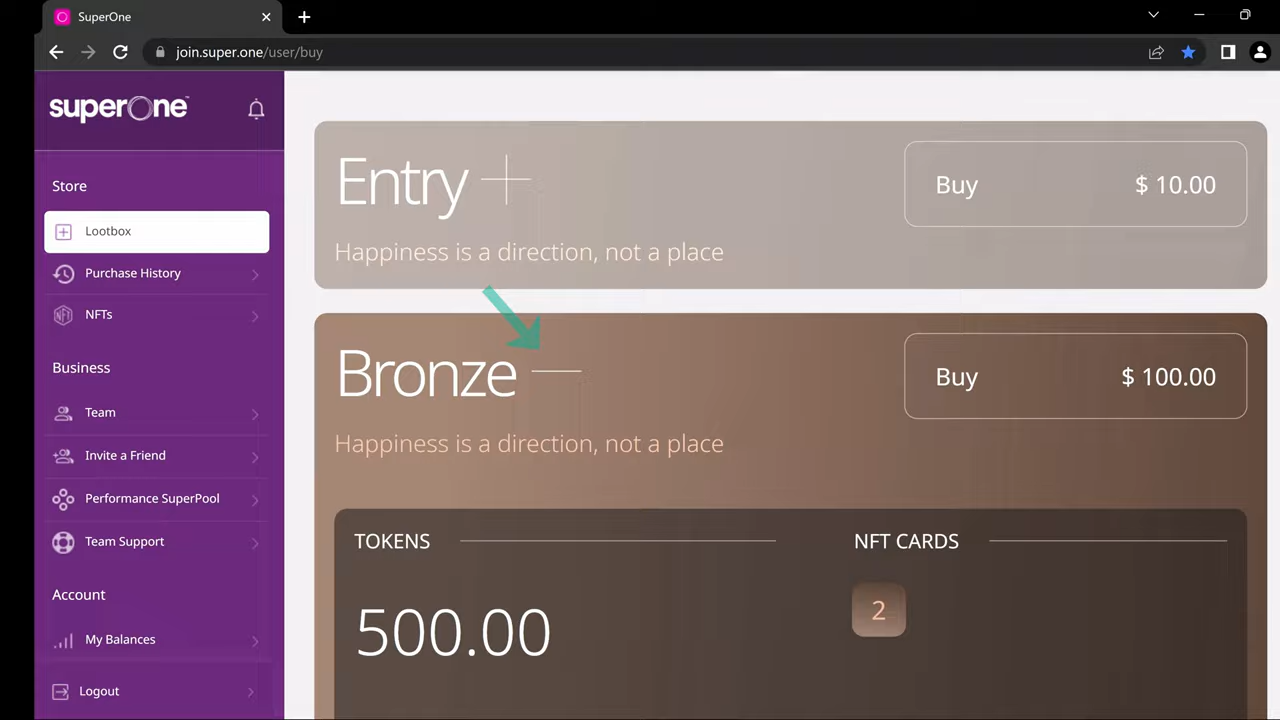 SuperOne
join.super.one/user/buy
superOne™
Store
Lootbox
Purchase History
NFTs
Business
Team
Invite a Friend
Performance SuperPool
Team Support
Account
My Balances
Logout
Entry
Buy $ 10.00
Happiness is a direction, not a place
Bronze
Buy $ 100.00
Happiness is a direction, not a place
TOKENS
500.00
NFT CARDS
2